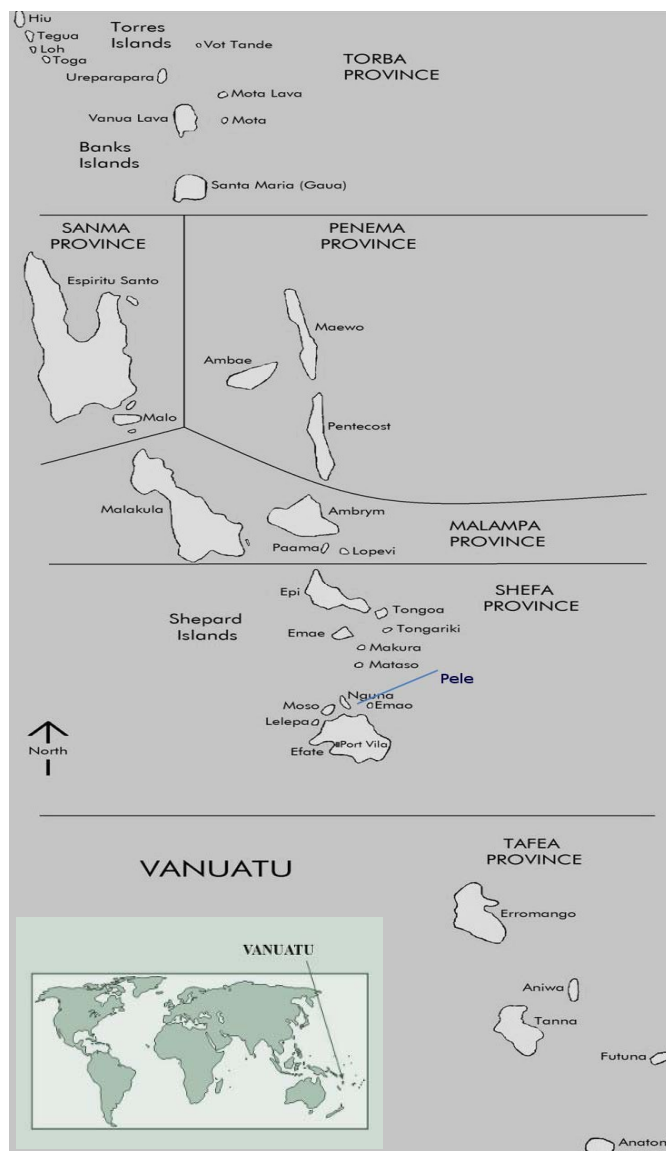 Hiu
Tegua
Loh
Toga
Torres
Islands
Vot Tande
TORBA
PROVINCE
Ureparapara
Mota Lava
Vanua Lava
Mota
Banks
Islands
Santa Maria (Gaua)
SANMA
PROVINCE
PENEMA
PROVINCE
Espiritu Santo
Maewo
Ambae
Malo
Pentecost
Malakula
Ambrym
MALAMPA
PROVINCE
Paama
Lopevi
Epi
SHEFA
PROVINCE
Shepard
Islands
Tongoa
Emae
Tongariki
Makura
Mataso
Pele
Nguna
Moso
Emao
Lelepa
North
Efate
Port Vila
VANUATU
TAFEA
PROVINCE
Erromango
VANUATU
Aniwa
Tanna
Futuna
Anatom